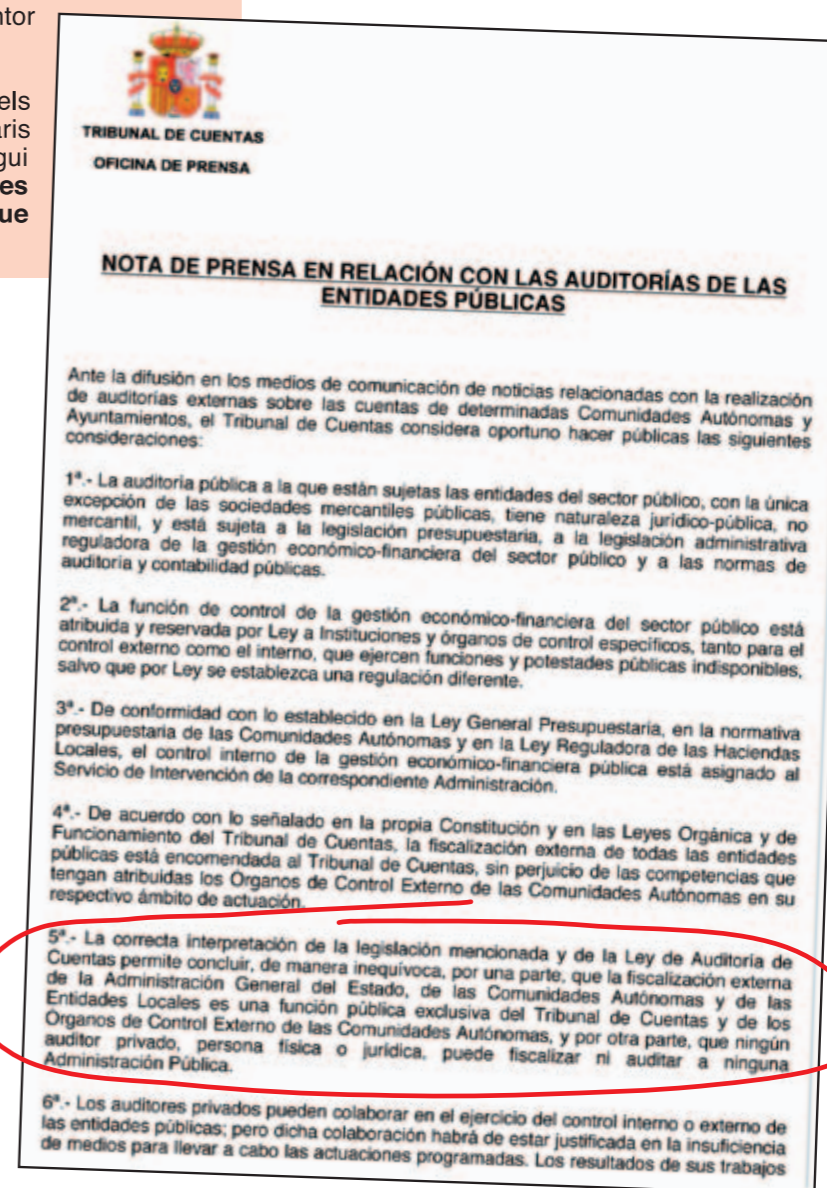 ntor
els
aris
gui
es
ue
TRIBUNAL DE CUENTAS
OFICINA DE PRENSA
NOTA DE PRENSA EN RELACIÓN CON LAS AUDITORÍAS DE LAS
ENTIDADES PÚBLICAS
Ante la difusión en los medios de comunicación de noticias relacionadas con la realización
de auditorías externas sobre las cuentas de determinadas Comunidades Autónomas y
Ayuntamientos, el Tribunal de Cuentas considera oportuno hacer públicas las siguientes
consideraciones:
1ª.- La auditoría pública a la que están sujetas las entidades del sector público, con la única
excepción de las sociedades mercantiles públicas, tiene naturaleza jurídico-pública, no
mercantil, y está sujeta a la legislación presupuestaria, a la legislación administrativa
reguladora de la gestión económico-financiera del sector público y a las normas de
auditoría y contabilidad públicas.
2ª.- La función de control de la gestión económico-financiera del sector público está
atribuida y reservada por Ley a Instituciones y órganos de control específicos, tanto para el
control externo como el interno, que ejercen funciones y potestades públicas indisponibles,
salvo que por Ley se establezca una regulación diferente.
3ª.- De conformidad con lo establecido en la Ley General Presupuestaria, en la normativa
presupuestaria de las Comunidades Autónomas y en la Ley Reguladora de las Haciendas
Locales, el control interno de la gestión económico-financiera pública está asignado al
Servicio de Intervención de la correspondiente Administración.
4ª.- De acuerdo con lo señalado en la propia Constitución y en las Leyes Orgánica y de
Funcionamiento del Tribunal de Cuentas, la fiscalización externa de todas las entidades
públicas está encomendada al Tribunal de Cuentas, sin perjuicio de las competencias que
tengan atribuidas los Órganos de Control Externo de las Comunidades Autónomas en su
respectivo ámbito de actuación.
5ª.- La correcta interpretación de la legislación mencionada y de la Ley de Auditoría de
Cuentas permite concluir, de manera inequívoca, por una parte, que la fiscalización externa
de la Administración General del Estado, de las Comunidades Autónomas y de las
Entidades Locales es una función pública exclusiva del Tribunal de Cuentas y de los
Órganos de Control Externo de las Comunidades Autónomas, y por otra parte, que ningún
auditor privado, persona física o jurídica, puede fiscalizar ni auditar a ninguna
Administración Pública.
6ª.- Los auditores privados pueden colaborar en el ejercicio del control interno o externo de
las entidades públicas; pero dicha colaboración habrá de estar justificada en la insuficiencia
de medios para llevar a cabo las actuaciones programadas. Los resultados de sus trabajos